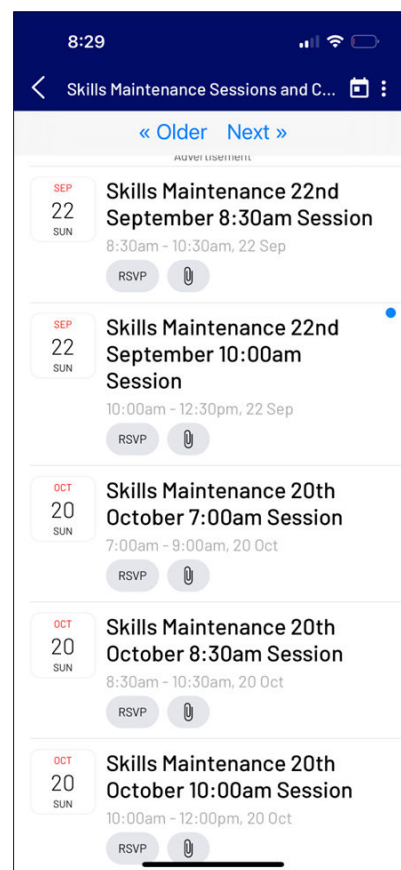 8:29
Skills Maintenance Sessions and C...
« Older Next »
Advertisement
SEP
22
SUN
Skills Maintenance 22nd
September 8:30am Session
8:30am - 10:30am, 22 Sep
RSVP
SEP
22
SUN
Skills Maintenance 22nd
September 10:00am
Session
10:00am - 12:30pm, 22 Sep
RSVP
OCT
20
SUN
Skills Maintenance 20th
October 7:00am Session
7:00am - 9:00am, 20 Oct
RSVP
OCT
20
SUN
Skills Maintenance 20th
October 8:30am Session
8:30am - 10:30am, 20 Oct
RSVP
OCT
20
SUN
Skills Maintenance 20th
October 10:00am Session
10:00am - 12:00pm, 20 Oct
RSVP